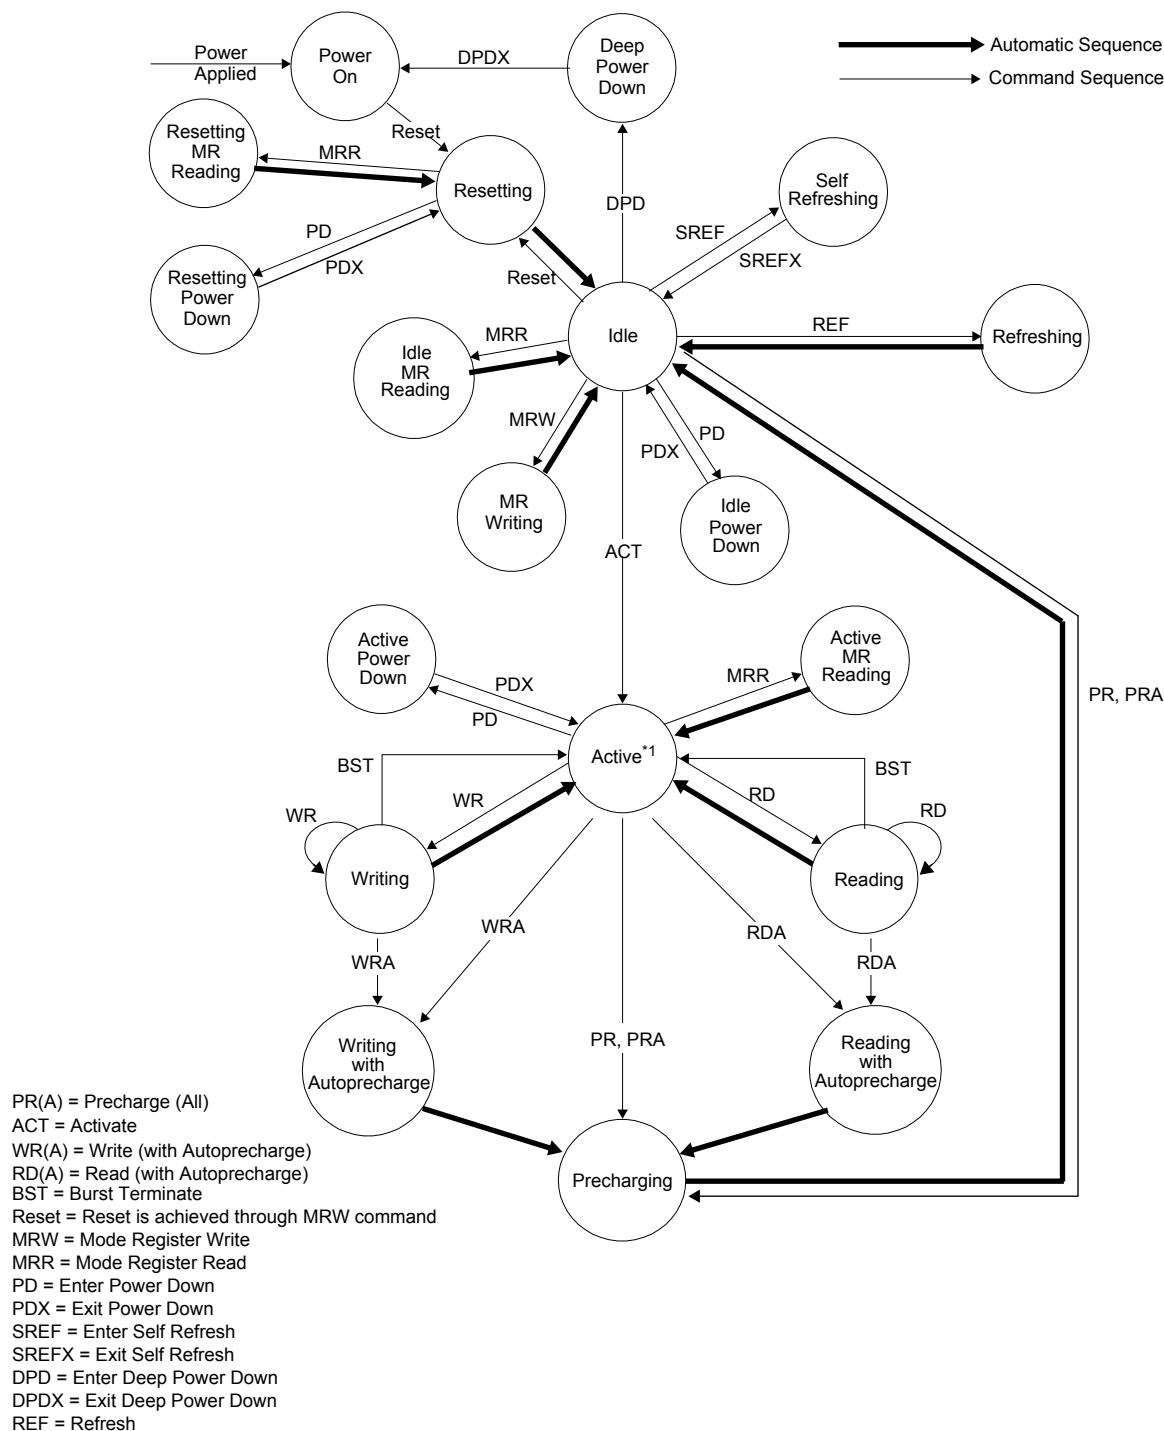 Power
Applied
Power
On
DPDX
Deep
Power
Down
Automatic Sequence
Command Sequence
Reset
Resetting
MR
Reading
MRR
Resetting
PD
PDX
Resetting
Power
Down
DPD
Self
Refreshing
SREF
SREFX
Reset
Idle
REF
Refreshing
MRR
Idle
MR
Reading
MRW
PD
PDX
MR
Writing
Idle
Power
Down
ACT
Active
Power
Down
PDX
PD
Active
MR
Reading
MRR
PR, PRA
Active*1
BST
BST
WR
RD
WR
RD
Writing
Reading
WRA
WRA
RDA
RDA
Writing
with
Autoprecharge
PR, PRA
Reading
with
Autoprecharge
Precharging
PR(A) = Precharge (All)
ACT = Activate
WR(A) = Write (with Autoprecharge)
RD(A) = Read (with Autoprecharge)
BST = Burst Terminate
Reset = Reset is achieved through MRW command
MRW = Mode Register Write
MRR = Mode Register Read
PD = Enter Power Down
PDX = Exit Power Down
SREF = Enter Self Refresh
SREFX = Exit Self Refresh
DPD = Enter Deep Power Down
DPDX = Exit Deep Power Down
REF = Refresh